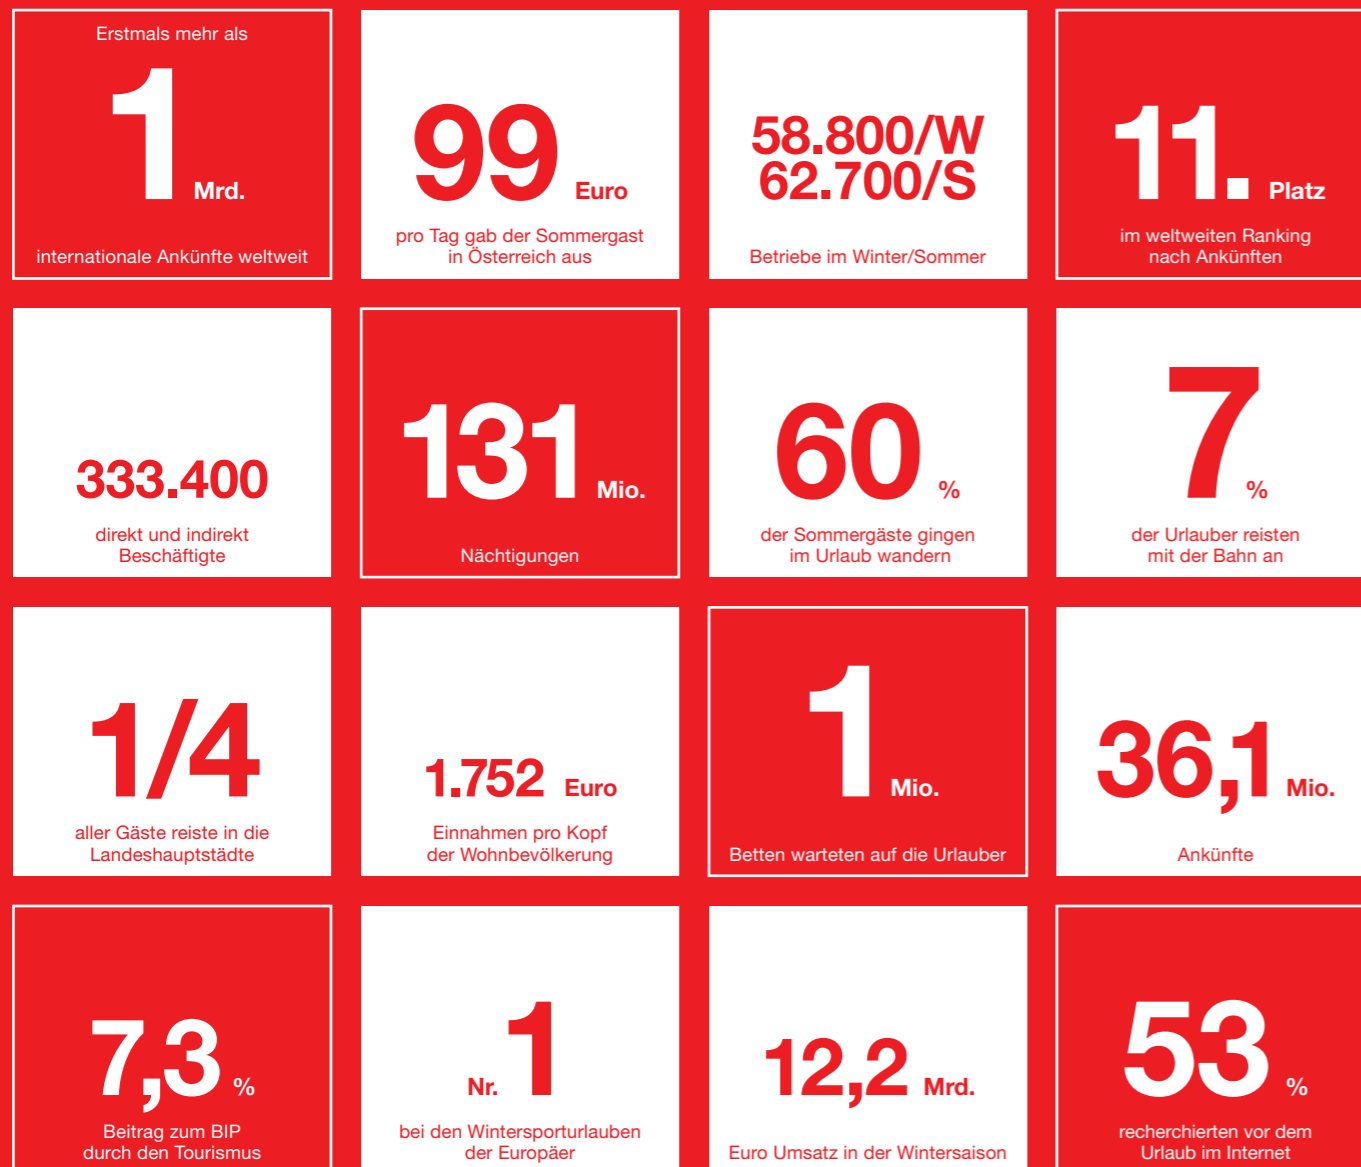 Erstmals mehr als
1 Mrd.
internationale Ankünfte weltweit
99 Euro
pro Tag gab der Sommergast
in Österreich aus
58.800/W
62.700/S
Betriebe im Winter/Sommer
11. Platz
im weltweiten Ranking
nach Ankünften
333.400
direkt und indirekt
Beschäftigte
131 Mio.
Nächtigungen
60 %
der Sommergäste gingen
im Urlaub wandern
7 %
der Urlauber reisten
mit der Bahn an
1/4
aller Gäste reiste in die
Landeshauptstädte
1.752 Euro
Einnahmen pro Kopf
der Wohnbevölkerung
1 Mio.
Betten warteten auf die Urlauber
36,1 Mio.
Ankünfte
7,3 %
Beitrag zum BIP
durch den Tourismus
Nr. 1
bei den Wintersporturlauben
der Europäer
12,2 Mrd.
Euro Umsatz in der Wintersaison
53 %
recherchierten vor dem
Urlaub im Internet